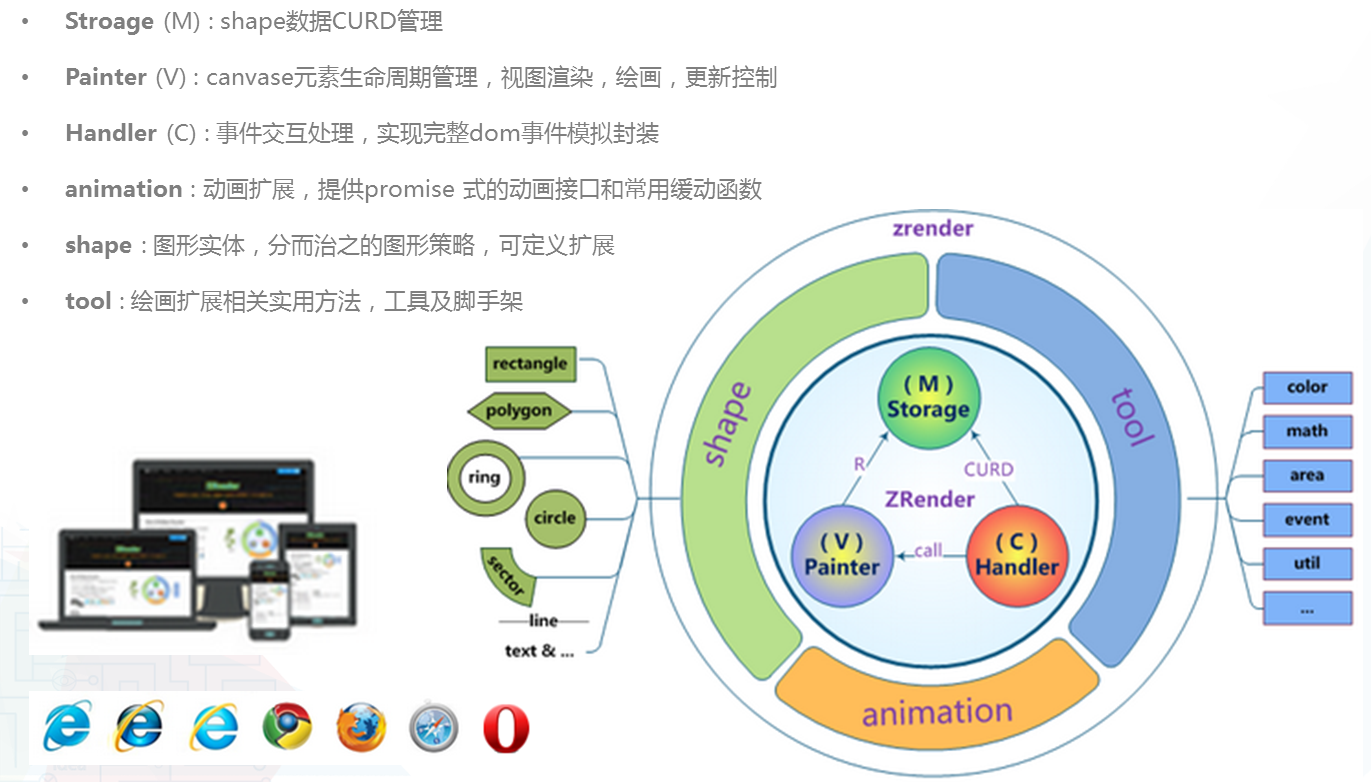 • Stroage (M) : shape数据CURD管理
• Painter (V) : canvase元素生命周期管理，视图渲染，绘画，更新控制
• Handler (C) : 事件交互处理，实现完整dom事件模拟封装
• animation : 动画扩展，提供promise 式的动画接口和常用缓动函数
• shape : 图形实体，分而治之的图形策略，可定义扩展
• tool : 绘画扩展相关实用方法，工具及脚手架
zrender
shape
tool
animation
(M)
Storage
R
CURD
ZRender
(V)
Painter
call
(C)
Handler
rectangle
polygon
ring
circle
sector
line
text & ...
color
math
area
event
util
...